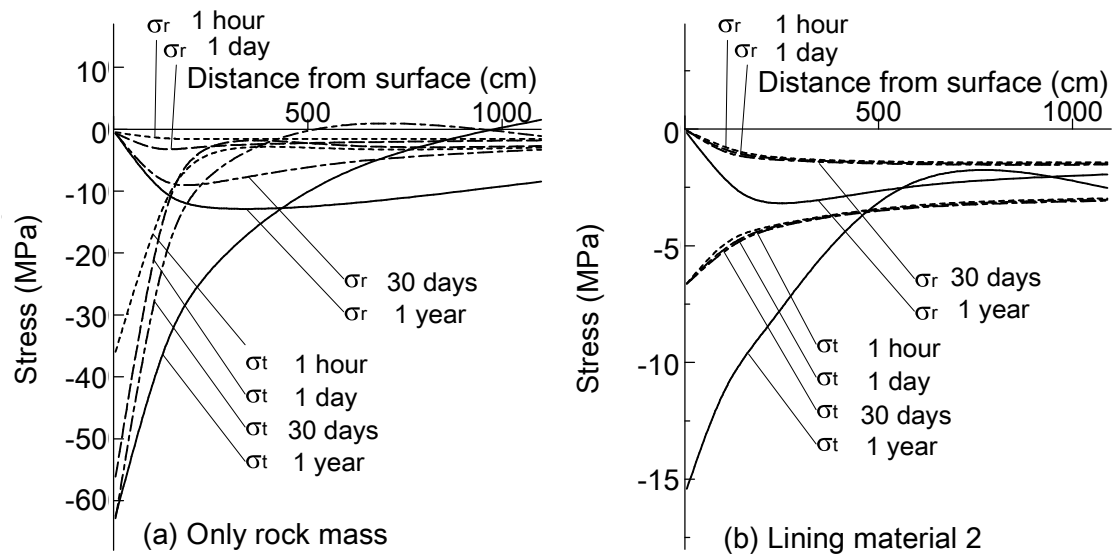 σr 1 hour
σr 1 day
10
Distance from surface (cm)
500
1000
0
-10
-20
-30
-40
-50
-60
Stress (MPa)
σr 30 days
σr 1 year
σt 1 hour
σt 1 day
σt 30 days
σt 1 year
(a) Only rock mass
σr 1 hour
σr 1 day
Distance from surface (cm)
500
1000
0
-5
-10
-15
Stress (MPa)
σr 30 days
σr 1 year
σt 1 hour
σt 1 day
σt 30 days
σt 1 year
(b) Lining material 2